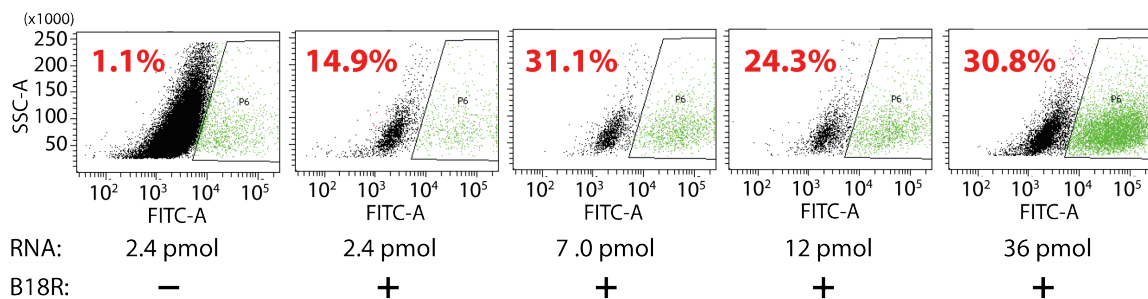 (x1000)
250
200
150
100
50
SSC-A
1.1%
P6
14.9%
P6
31.1%
P6
24.3%
P6
30.8%
P6
10² 10³ 10⁴ 10⁵
10² 10³ 10⁴ 10⁵
10² 10³ 10⁴ 10⁵
10² 10³ 10⁴ 10⁵
10² 10³ 10⁴ 10⁵
FITC-A FITC-A FITC-A FITC-A FITC-A
RNA: 2.4 pmol 2.4 pmol 7 .0 pmol 12 pmol 36 pmol
B18R: − + + + +